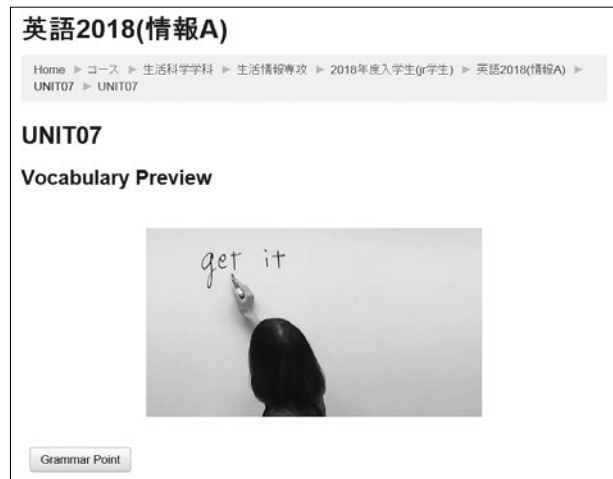 英語2018(情報A)
Home ► コース ► 生活科学学科 ► 生活情報専攻 ► 2018年度入学生(jr学生) ► 英語2018(情報A) ►
UNIT07 ► UNIT07
UNIT07
Vocabulary Preview
get it
Grammar Point